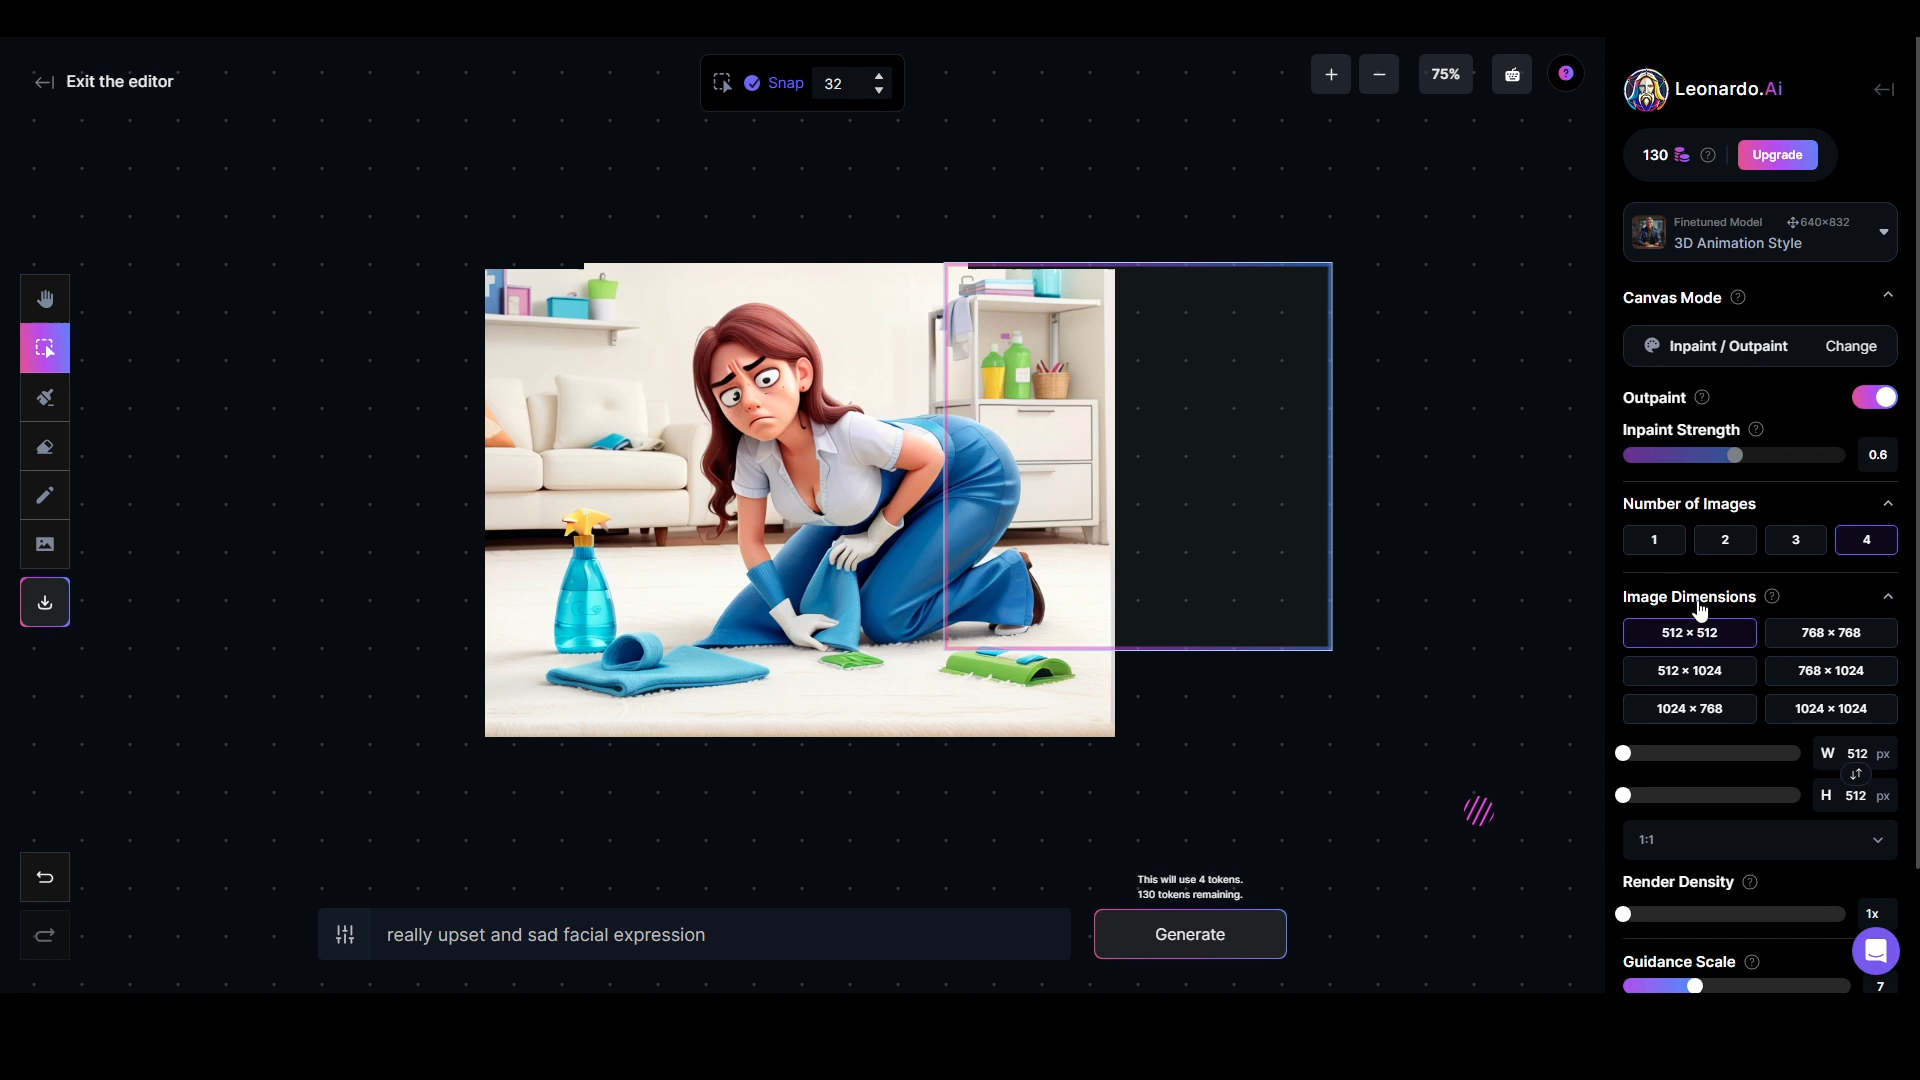 Exit the editor
Snap 32
75%
?
Leonardo.Ai
130 ? Upgrade
Finetuned Model 640×832
3D Animation Style
Canvas Mode ?
Inpaint / Outpaint Change
Outpaint ?
Inpaint Strength ?
0.6
Number of Images
1 2 3 4
Image Dimensions ?
512 × 512 768 × 768
512 × 1024 768 × 1024
1024 × 768 1024 × 1024
W 512 px
H 512 px
1:1
Render Density ?
1x
Guidance Scale ?
7
This will use 4 tokens.
130 tokens remaining.
really upset and sad facial expression
Generate